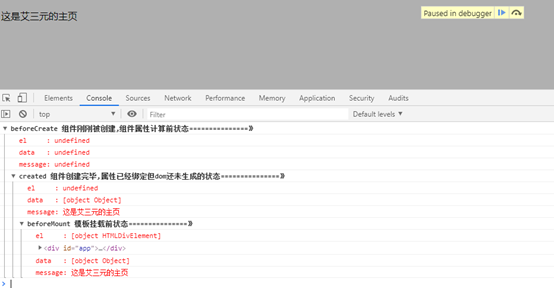 这是艾三元的主页
Paused in debugger
Elements Console Sources Network Performance Memory Application Security Audits
top Filter Default levels
beforeCreate 组件刚刚被创建,组件属性计算前状态===============》
el : undefined
data : undefined
message: undefined
created 组件创建完毕,属性已经绑定但dom还未生成的状态===============》
el : undefined
data : [object Object]
message: 这是艾三元的主页
beforeMount 模板挂载前状态===============》
el : [object HTMLDivElement]
<div id="app">…</div>
data : [object Object]
message: 这是艾三元的主页